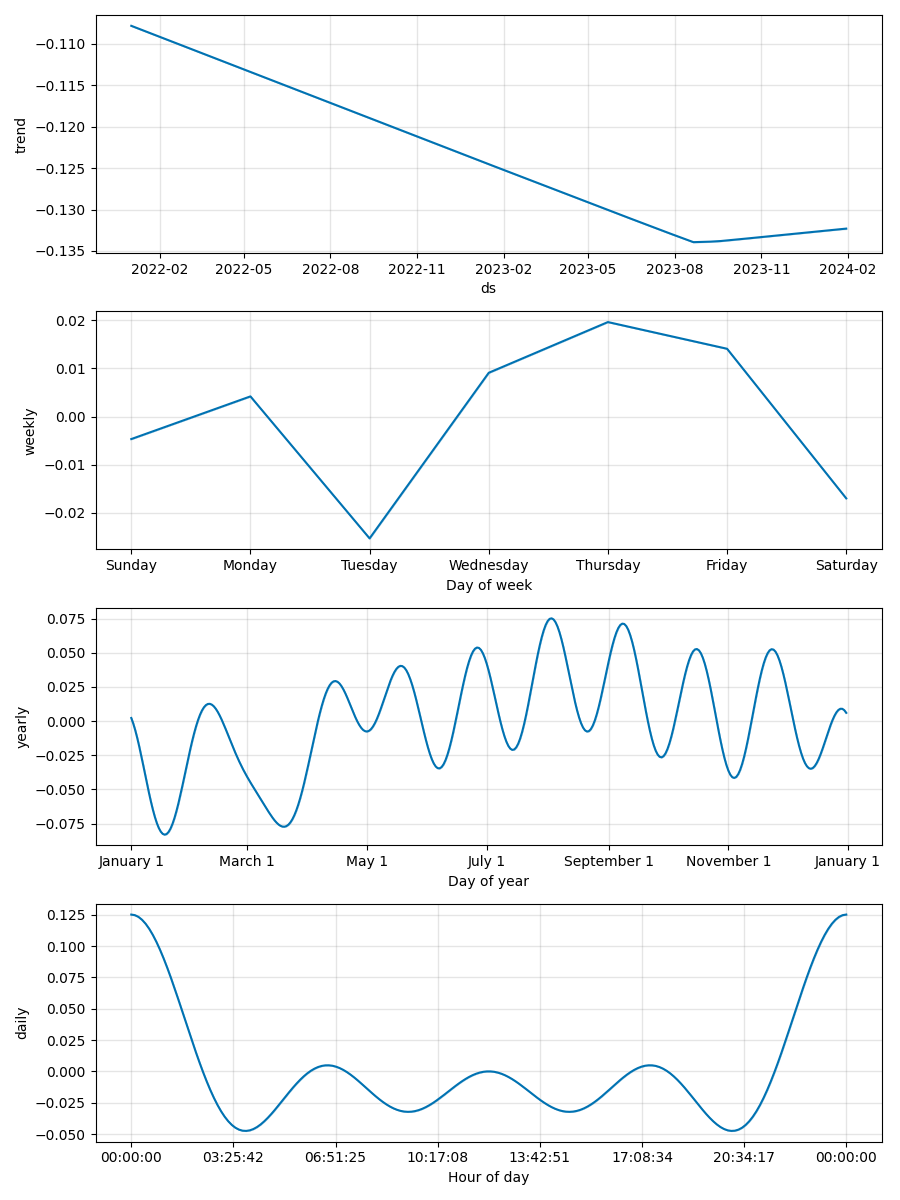 −0.110
−0.115
−0.120
−0.125
−0.130
−0.135
trend
2022-02 2022-05 2022-08 2022-11 2023-02 2023-05 2023-08 2023-11 2024-02
ds
0.02
0.01
0.00
−0.01
−0.02
weekly
Sunday Monday Tuesday Wednesday Thursday Friday Saturday
Day of week
0.075
0.050
0.025
0.000
−0.025
−0.050
−0.075
yearly
January 1 March 1 May 1 July 1 September 1 November 1 January 1
Day of year
0.125
0.100
0.075
0.050
0.025
0.000
−0.025
−0.050
daily
00:00:00 03:25:42 06:51:25 10:17:08 13:42:51 17:08:34 20:34:17 00:00:00
Hour of day